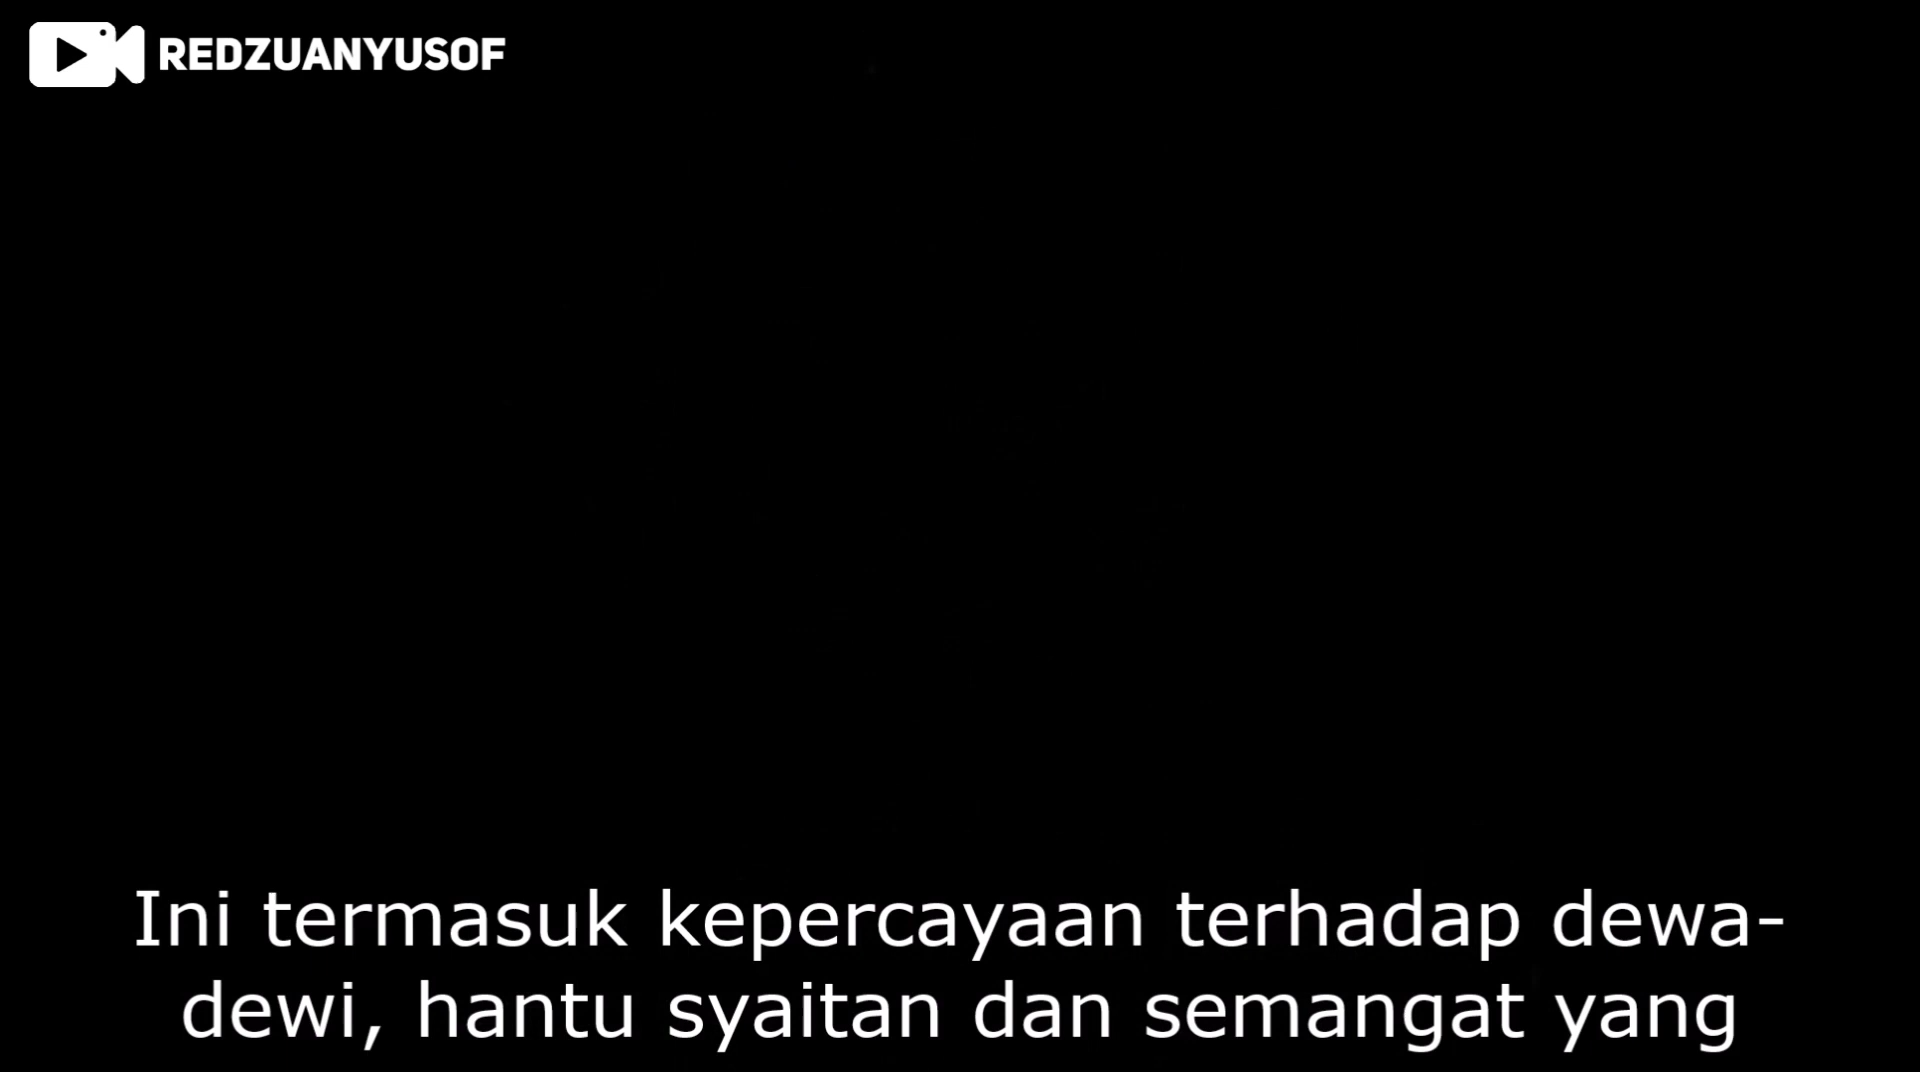 REDZUANYUSOF
Ini termasuk kepercayaan terhadap dewa-
dewi, hantu syaitan dan semangat yang